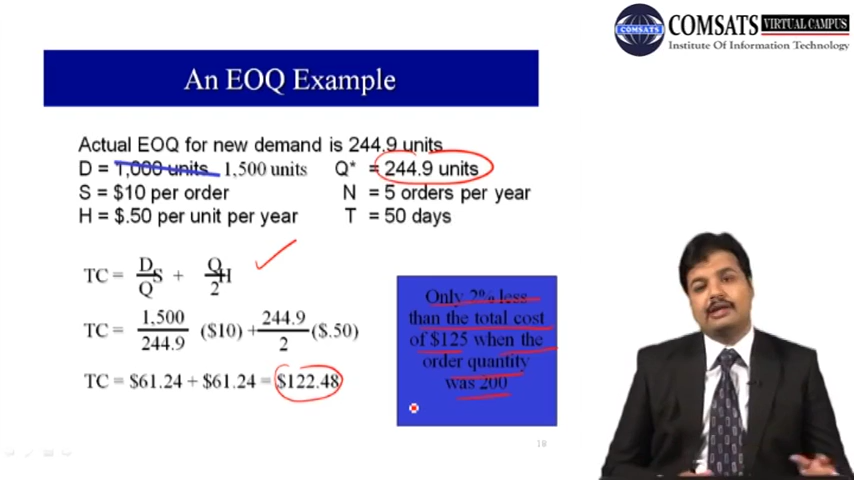 COMSATS VIRTUAL CAMPUS
COMSATS
Institute Of Information Technology
An EOQ Example
Actual EOQ for new demand is 244.9 units
D = 1,000 units 1,500 units Q* = 244.9 units
S = $10 per order N = 5 orders per year
H = $.50 per unit per year T = 50 days
TC = D/Q S + Q/2 H
TC = 1,500/244.9 ($10) + 244.9/2 ($.50)
TC = $61.24 + $61.24 = $122.48
Only 2% less
than the total cost
of $125 when the
order quantity
was 200
18